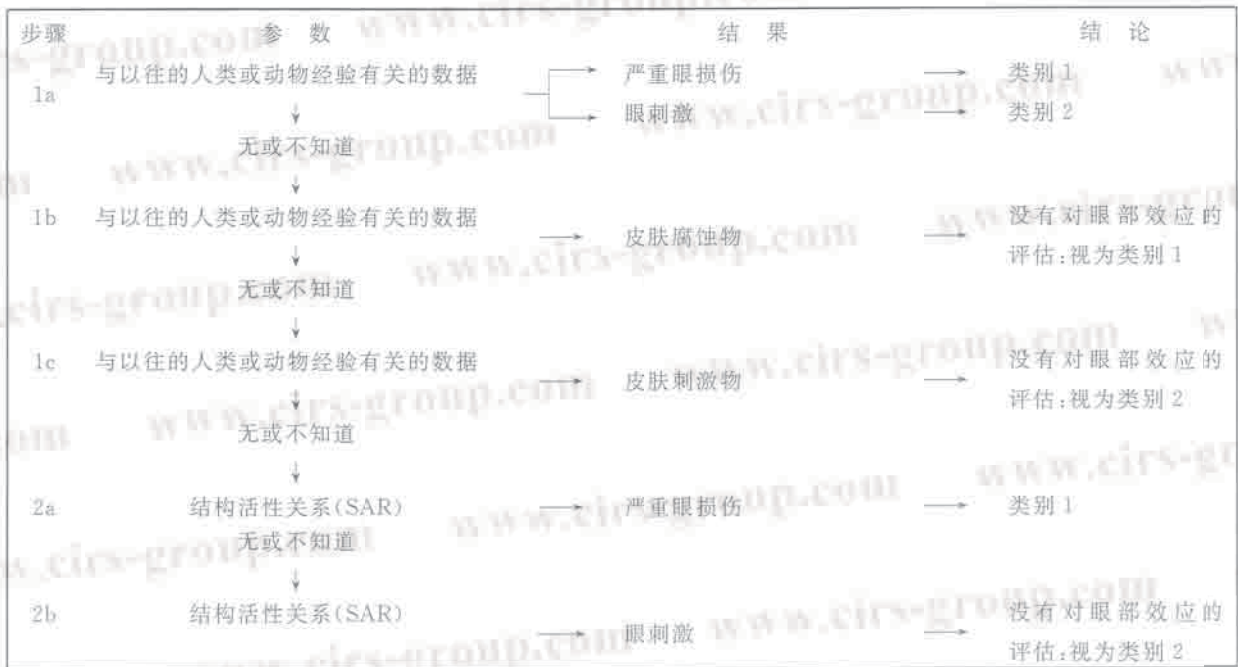 步骤 参 数 结 果 结 论
1a 与以往的人类或动物经验有关的数据 严重眼损伤 类别1
眼刺激 类别2
无或不知道
1b 与以往的人类或动物经验有关的数据 皮肤腐蚀物 没有对眼部效应的
评估:视为类别1
无或不知道
1c 与以往的人类或动物经验有关的数据 皮肤刺激物 没有对眼部效应的
评估:视为类别2
无或不知道
2a 结构活性关系(SAR) 严重眼损伤 类别1
无或不知道
2b 结构活性关系(SAR) 眼刺激 没有对眼部效应的
评估:视为类别2
www.cirs-group.com